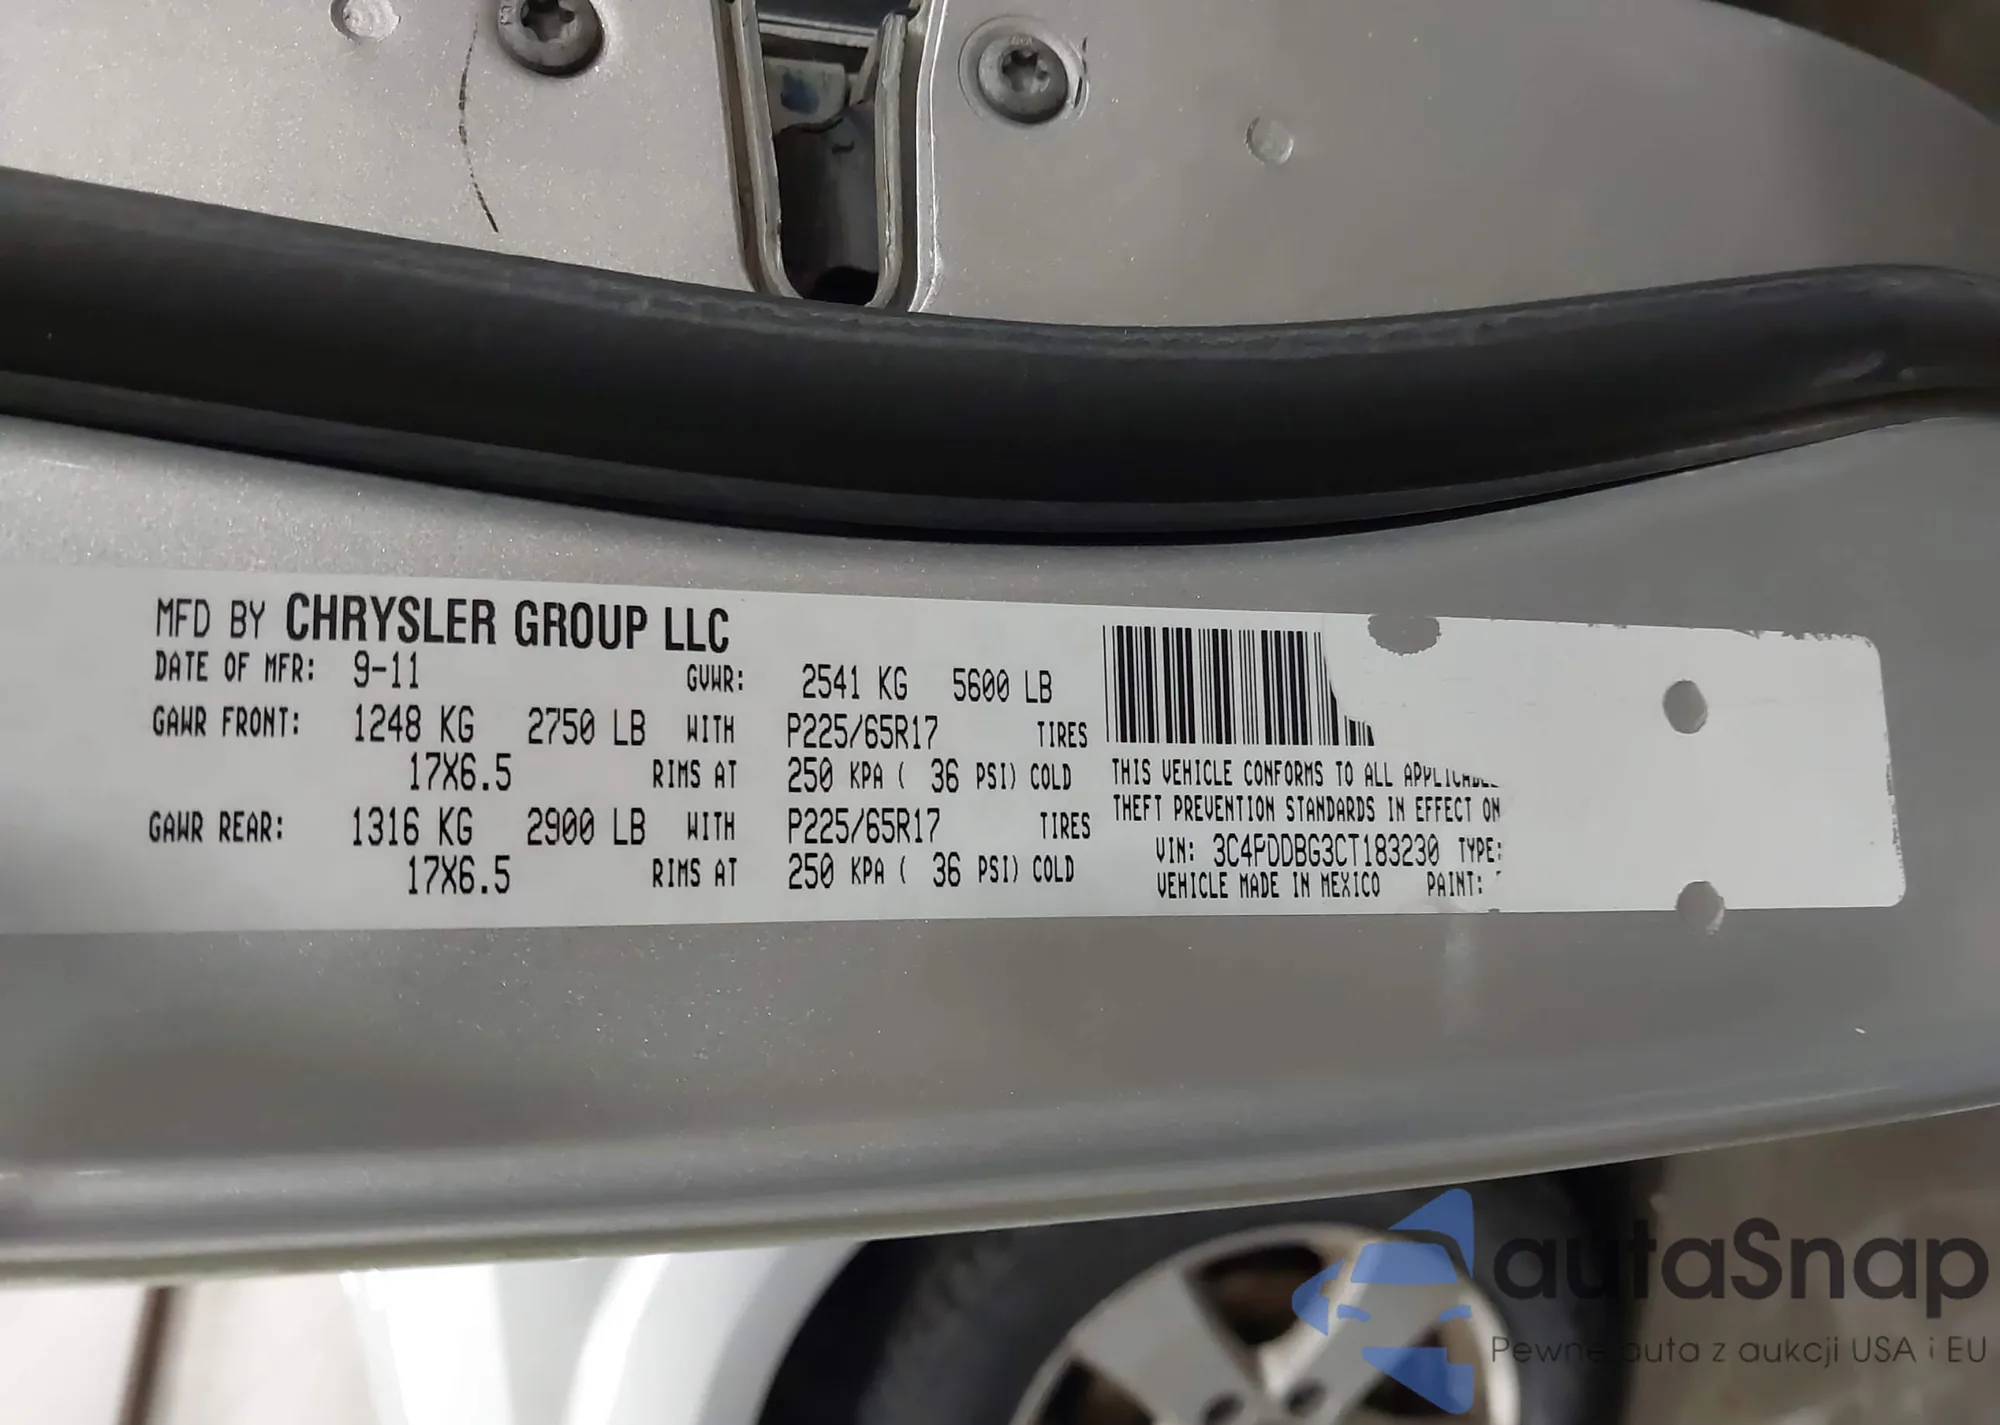 MFD BY CHRYSLER GROUP LLC
DATE OF MFR: 9-11 GVWR: 2541 KG 5600 LB
GAWR FRONT: 1248 KG 2750 LB WITH P225/65R17 TIRES
17X6.5 RIMS AT 250 KPA ( 36 PSI) COLD
GAWR REAR: 1316 KG 2900 LB WITH P225/65R17 TIRES
17X6.5 RIMS AT 250 KPA ( 36 PSI) COLD
THIS VEHICLE CONFORMS TO ALL APPLICABLE
THEFT PREVENTION STANDARDS IN EFFECT ON
VIN: 3C4PDDBG3CT183230 TYPE:
VEHICLE MADE IN MEXICO PAINT:
autaSnap
Pewne auta z aukcji USA i EU